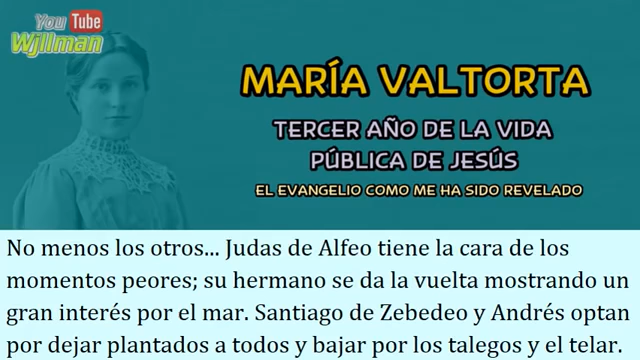 You Tube
Wjllman
MARÍA VALTORTA
TERCER AÑO DE LA VIDA
PÚBLICA DE JESÚS
EL EVANGELIO COMO ME HA SIDO REVELADO
No menos los otros... Judas de Alfeo tiene la cara de los
momentos peores; su hermano se da la vuelta mostrando un
gran interés por el mar. Santiago de Zebedeo y Andrés optan
por dejar plantados a todos y bajar por los talegos y el telar.